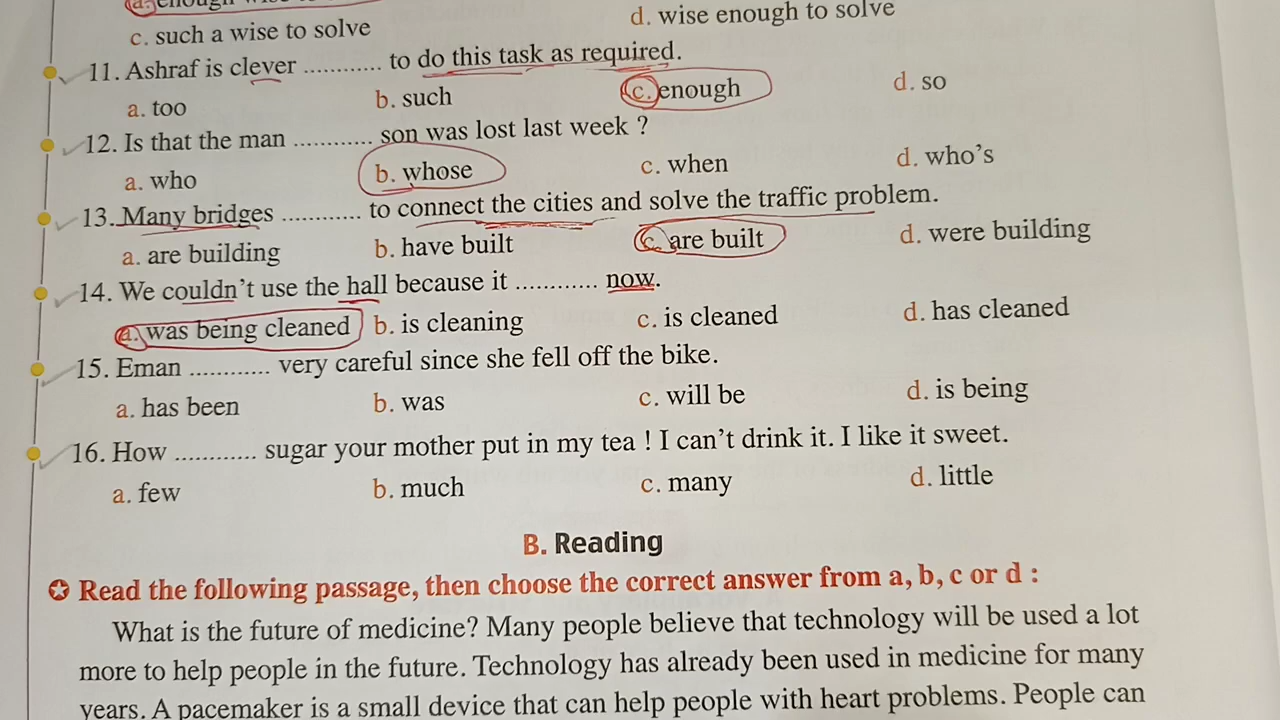 a. enough
c. such a wise to solve d. wise enough to solve
11. Ashraf is clever ............ to do this task as required.
a. too b. such c. enough d. so
12. Is that the man ............ son was lost last week ?
a. who b. whose c. when d. who's
13. Many bridges ............ to connect the cities and solve the traffic problem.
a. are building b. have built c. are built d. were building
14. We couldn't use the hall because it ............ now.
a. was being cleaned b. is cleaning c. is cleaned d. has cleaned
15. Eman ............ very careful since she fell off the bike.
a. has been b. was c. will be d. is being
16. How ............ sugar your mother put in my tea ! I can't drink it. I like it sweet.
a. few b. much c. many d. little
B. Reading
Read the following passage, then choose the correct answer from a, b, c or d :
What is the future of medicine? Many people believe that technology will be used a lot
more to help people in the future. Technology has already been used in medicine for many
years. A pacemaker is a small device that can help people with heart problems. People can